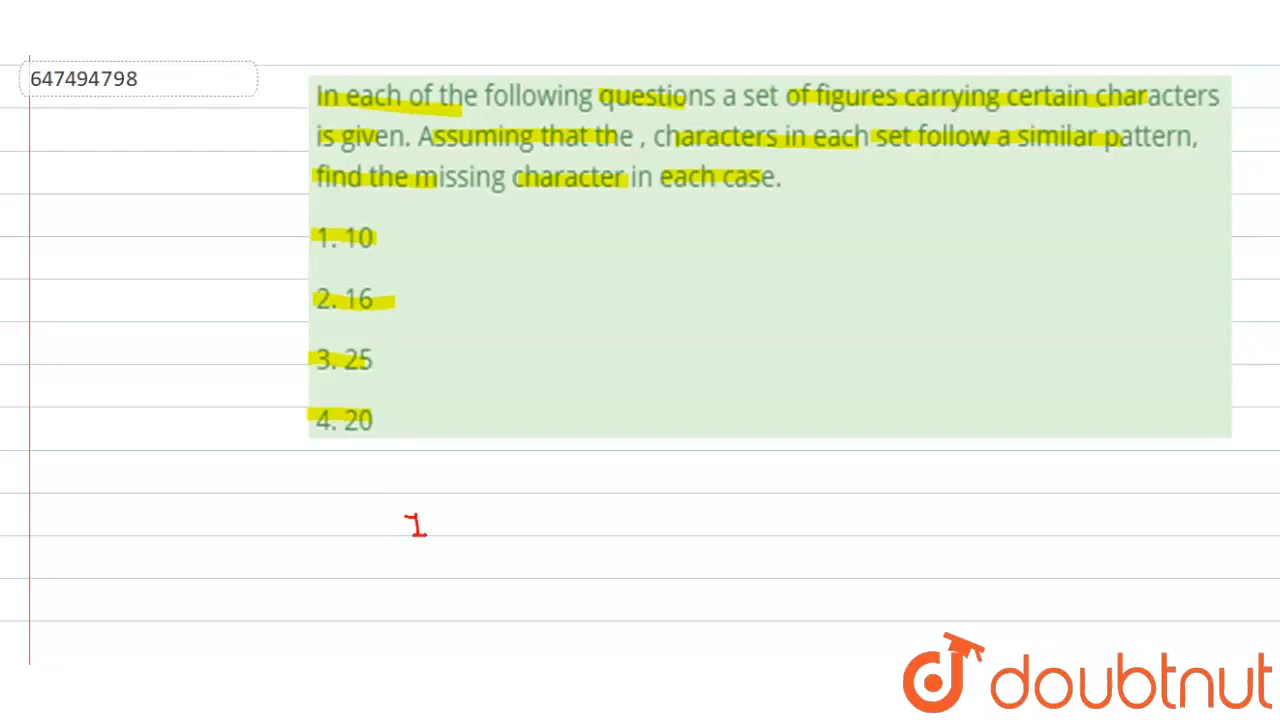 647494798
In each of the following questions a set of figures carrying certain characters
is given. Assuming that the , characters in each set follow a similar pattern,
find the missing character in each case.
1. 10
2. 16
3. 25
4. 20
1
doubtnut